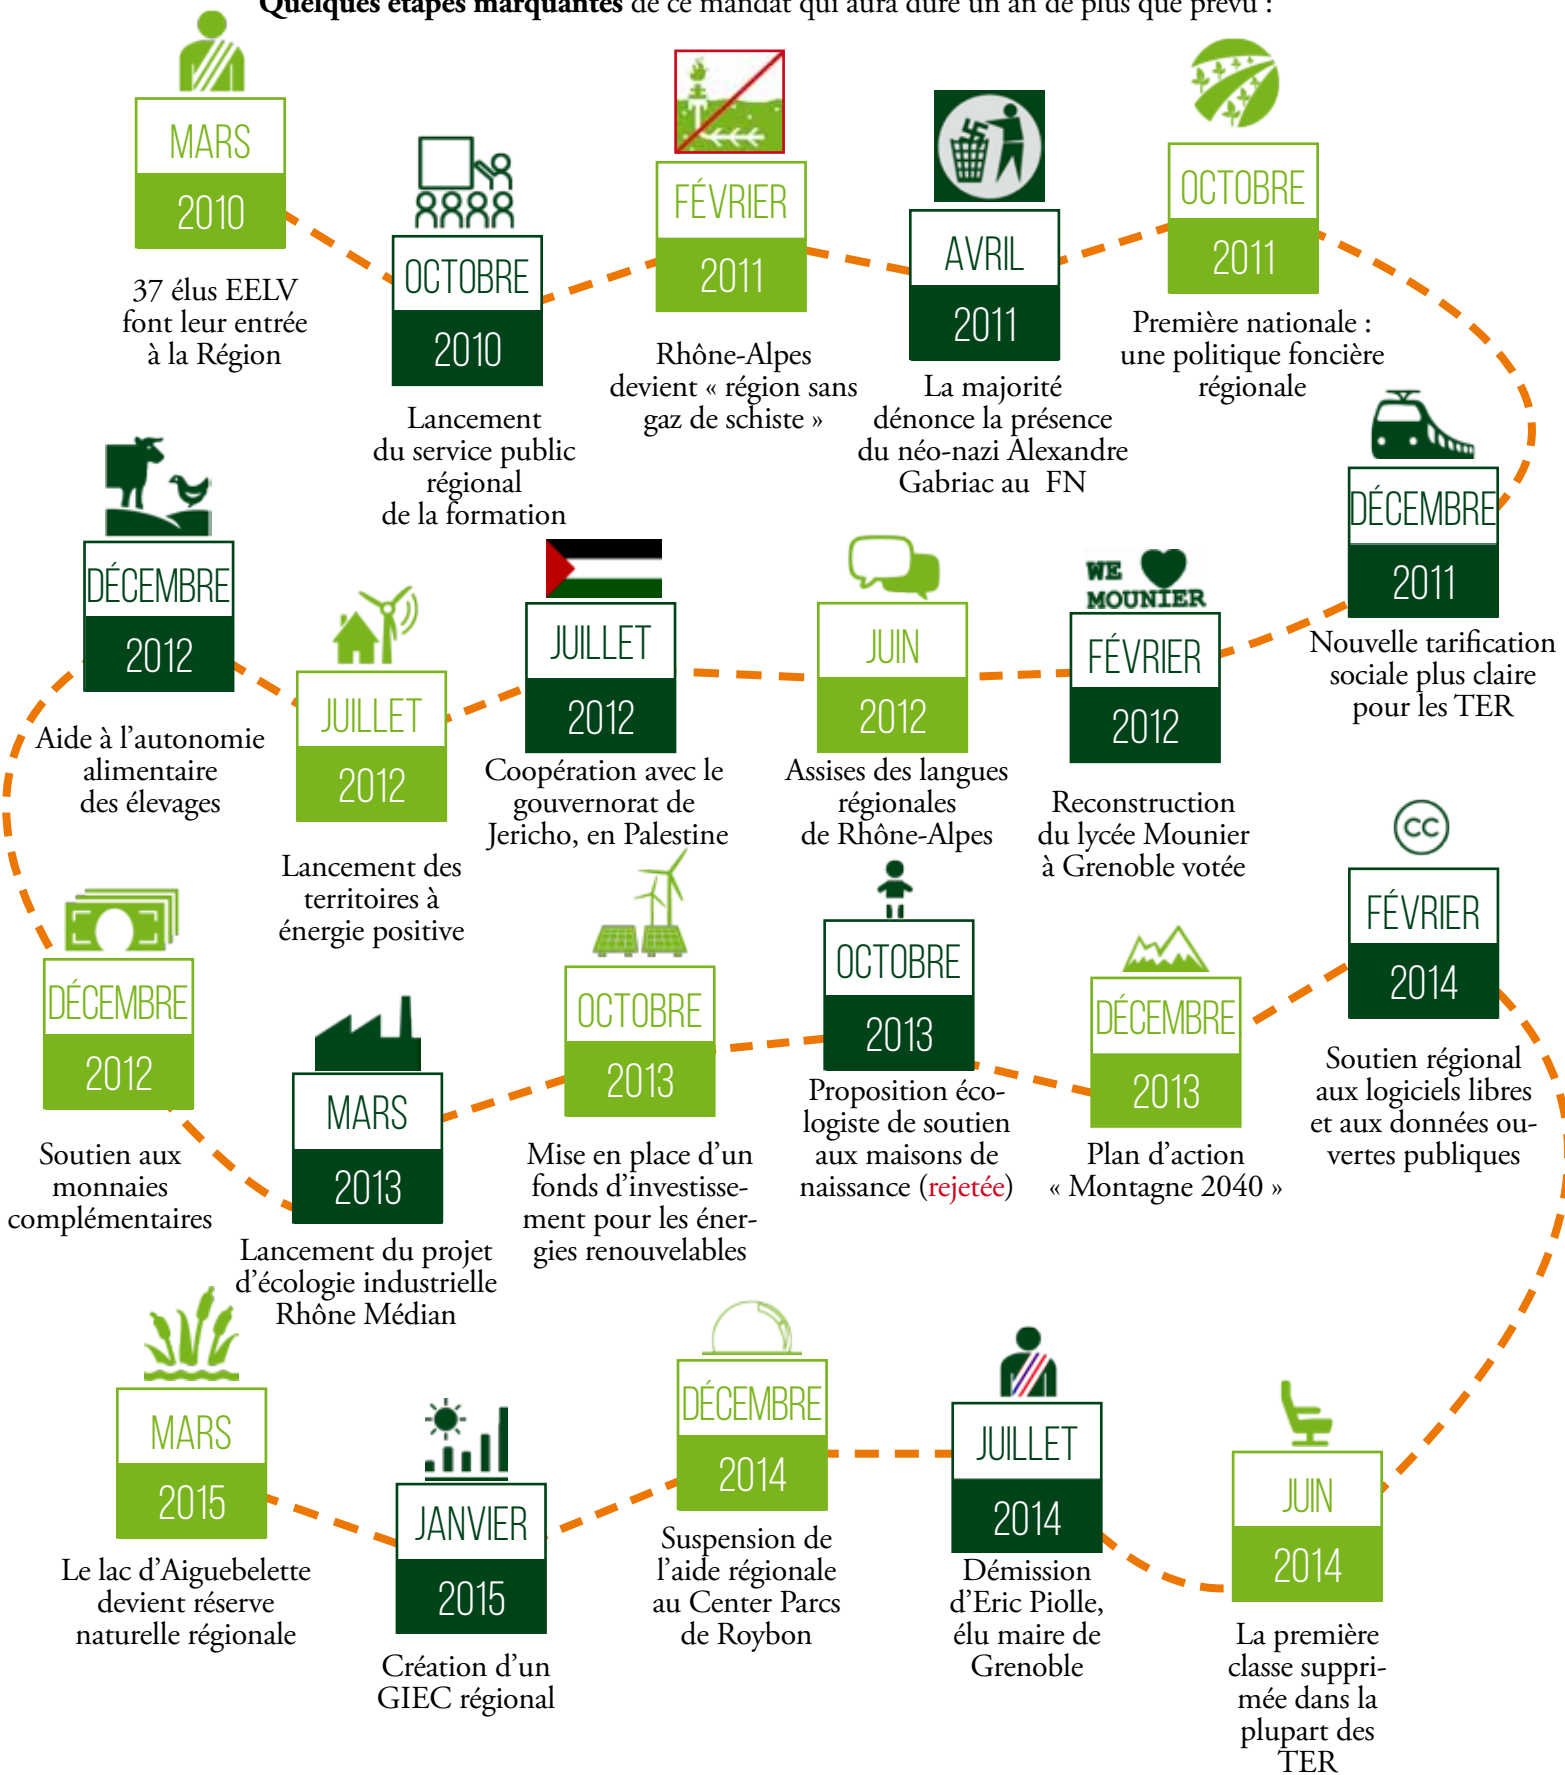 Quelques étapes marquantes de ce mandat qui aura duré un an de plus que prévu :
MARS
2010
37 élus EELV
font leur entrée
à la Région
OCTOBRE
2010
Lancement
du service public
régional
de la formation
FÉVRIER
2011
Rhône-Alpes
devient « région sans
gaz de schiste »
AVRIL
2011
La majorité
dénonce la présence
du néo-nazi Alexandre
Gabriac au FN
OCTOBRE
2011
Première nationale :
une politique foncière
régionale
DÉCEMBRE
2011
Nouvelle tarification
sociale plus claire
pour les TER
WE
MOUNIER
FÉVRIER
2012
Reconstruction
du lycée Mounier
à Grenoble votée
JUIN
2012
Assises des langues
régionales
de Rhône-Alpes
JUILLET
2012
Coopération avec le
gouvernorat de
Jericho, en Palestine
JUILLET
2012
Lancement des
territoires à
énergie positive
DÉCEMBRE
2012
Aide à l'autonomie
alimentaire
des élevages
DÉCEMBRE
2012
Soutien aux
monnaies
complémentaires
MARS
2013
Lancement du projet
d'écologie industrielle
Rhône Médian
OCTOBRE
2013
Mise en place d'un
fonds d'investisse-
ment pour les éner-
gies renouvelables
OCTOBRE
2013
Proposition éco-
logiste de soutien
aux maisons de
naissance (rejetée)
DÉCEMBRE
2013
Plan d'action
« Montagne 2040 »
CC
FÉVRIER
2014
Soutien régional
aux logiciels libres
et aux données ou-
vertes publiques
JUIN
2014
La première
classe suppri-
mée dans la
plupart des
TER
JUILLET
2014
Démission
d'Eric Piolle,
élu maire de
Grenoble
DÉCEMBRE
2014
Suspension de
l'aide régionale
au Center Parcs
de Roybon
JANVIER
2015
Création d'un
GIEC régional
MARS
2015
Le lac d'Aiguebelette
devient réserve
naturelle régionale